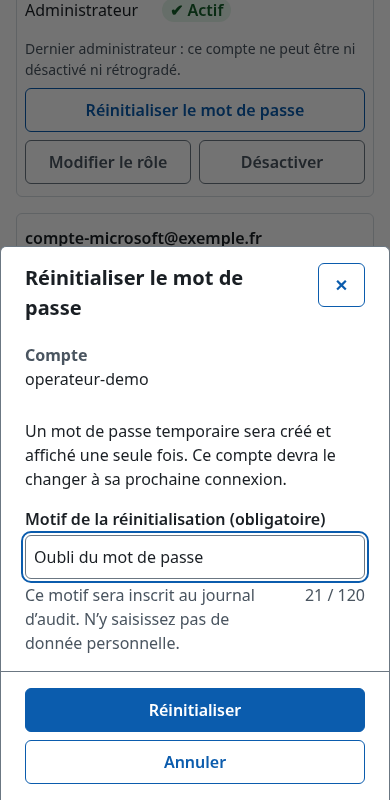 Administrateur ✔ Actif
Dernier administrateur : ce compte ne peut être ni
désactivé ni rétrogradé.
Réinitialiser le mot de passe
Modifier le rôle Désactiver
compte-microsoft@exemple.fr
Réinitialiser le mot de
passe
×
Compte
operateur-demo
Un mot de passe temporaire sera créé et
affiché une seule fois. Ce compte devra le
changer à sa prochaine connexion.
Motif de la réinitialisation (obligatoire)
Oubli du mot de passe
Ce motif sera inscrit au journal 21 / 120
d’audit. N’y saisissez pas de
donnée personnelle.
Réinitialiser
Annuler